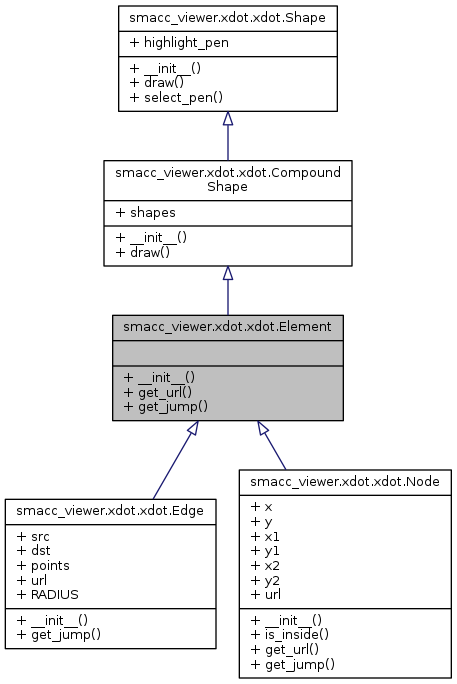 smacc_viewer.xdot.xdot.Shape
+ highlight_pen
+ __init__()
+ draw()
+ select_pen()
smacc_viewer.xdot.xdot.Compound
Shape
+ shapes
+ __init__()
+ draw()
smacc_viewer.xdot.xdot.Element
+ __init__()
+ get_url()
+ get_jump()
smacc_viewer.xdot.xdot.Edge
+ src
+ dst
+ points
+ url
+ RADIUS
+ __init__()
+ get_jump()
smacc_viewer.xdot.xdot.Node
+ x
+ y
+ x1
+ y1
+ x2
+ y2
+ url
+ __init__()
+ is_inside()
+ get_url()
+ get_jump()